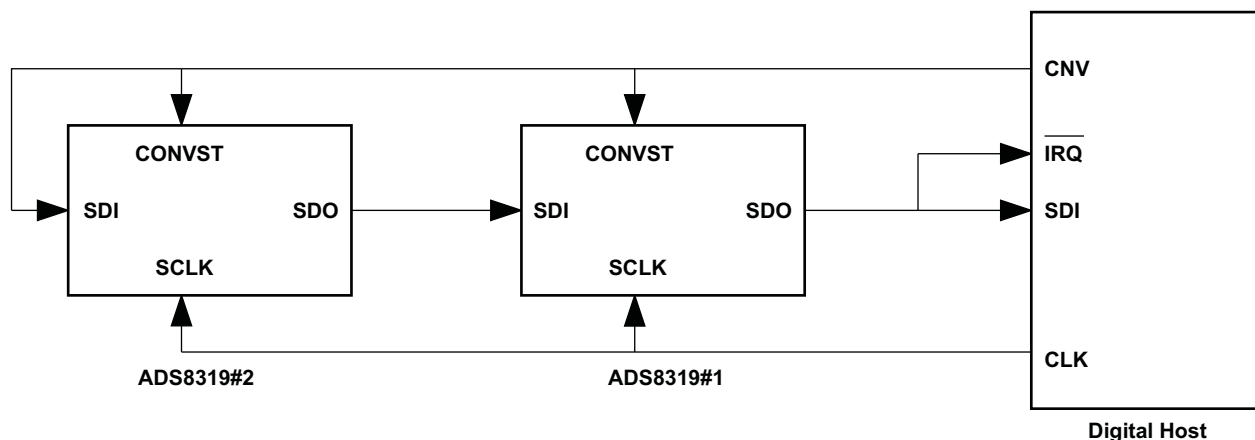 CNV
CONVST
CONVST
IRQ
SDI
SDO
SDI
SDO
SDI
SCLK
SCLK
CLK
ADS8319#2
ADS8319#1
Digital Host